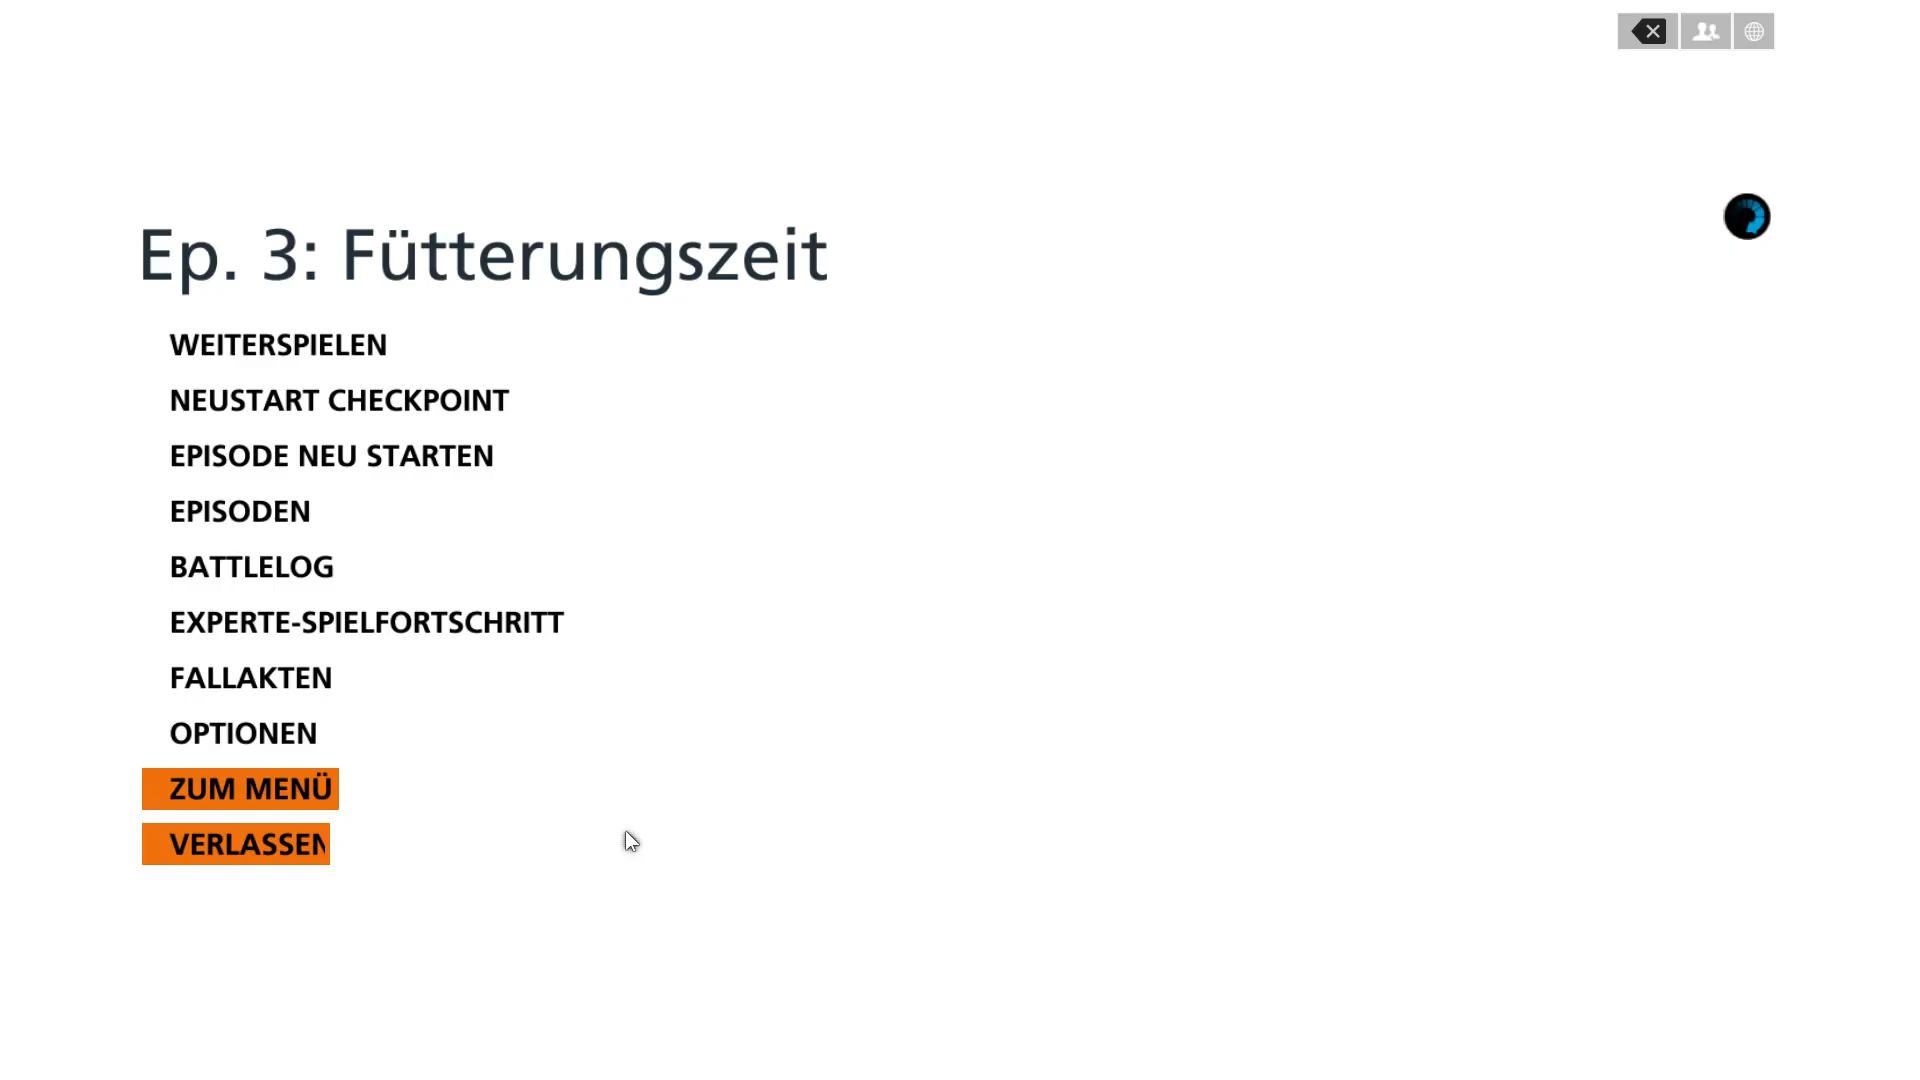 Ep. 3: Fütterungszeit
WEITERSPIELEN
NEUSTART CHECKPOINT
EPISODE NEU STARTEN
EPISODEN
BATTLELOG
EXPERTE-SPIELFORTSCHRITT
FALLAKTEN
OPTIONEN
ZUM MENÜ
VERLASSEN